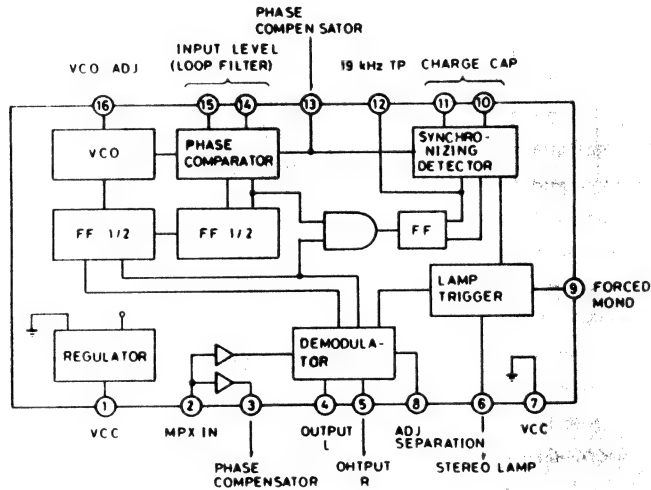 PHASE
COMPENSATOR
INPUT LEVEL
(LOOP FILTER)
19 kHz TP
CHARGE CAP
VCO ADJ
16
15
14
13
12
11
10
VCO
PHASE
COMPARATOR
SYNCHRO-
NIZING
DETECTOR
FF 1/2
FF 1/2
FF
LAMP
TRIGGER
9
FORCED
MOND
REGULATOR
DEMODULA-
TOR
1
2
3
4
5
8
6
7
VCC
MPX IN
OUTPUT
L
ADJ
SEPARATION
VCC
PHASE
COMPENSATOR
OHTPUT
R
STEREO LAMP